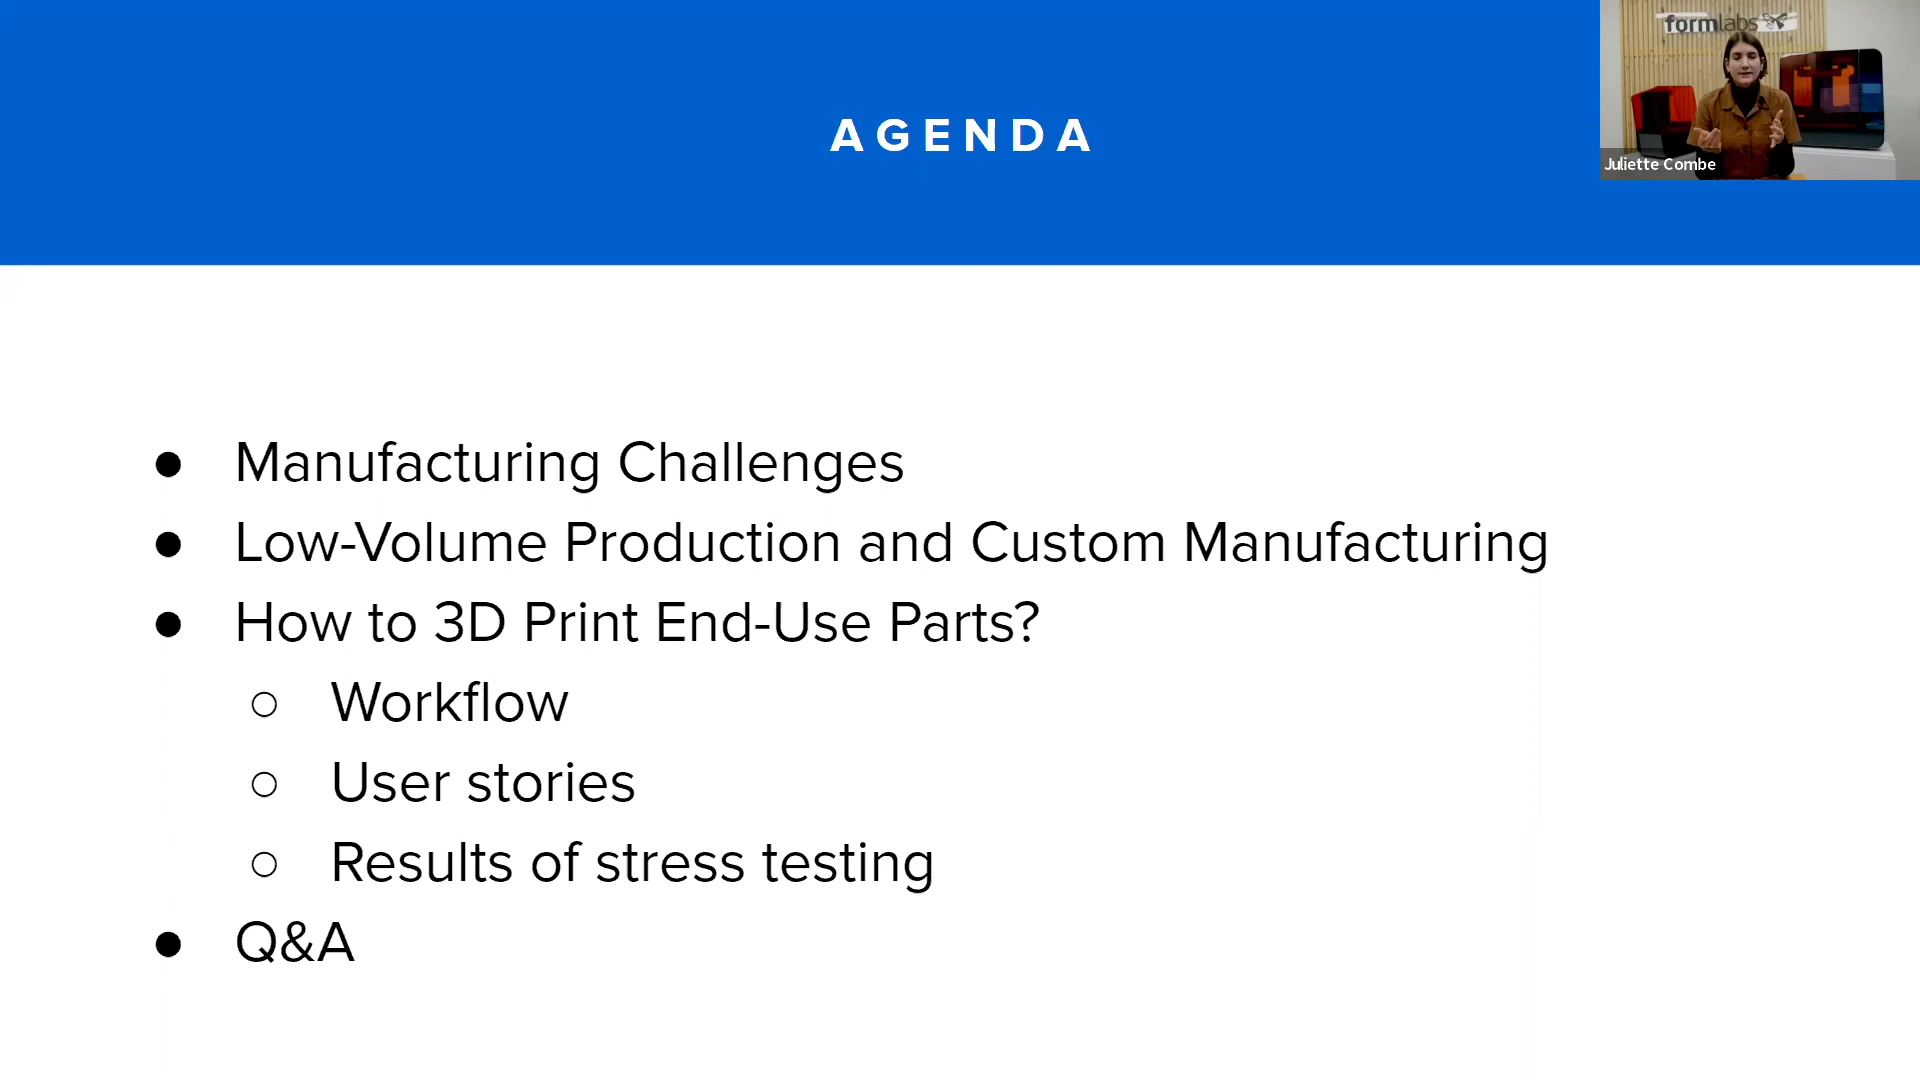 formlabs
Juliette Combe
AGENDA
● Manufacturing Challenges
● Low-Volume Production and Custom Manufacturing
● How to 3D Print End-Use Parts?
○ Workflow
○ User stories
○ Results of stress testing
● Q&A